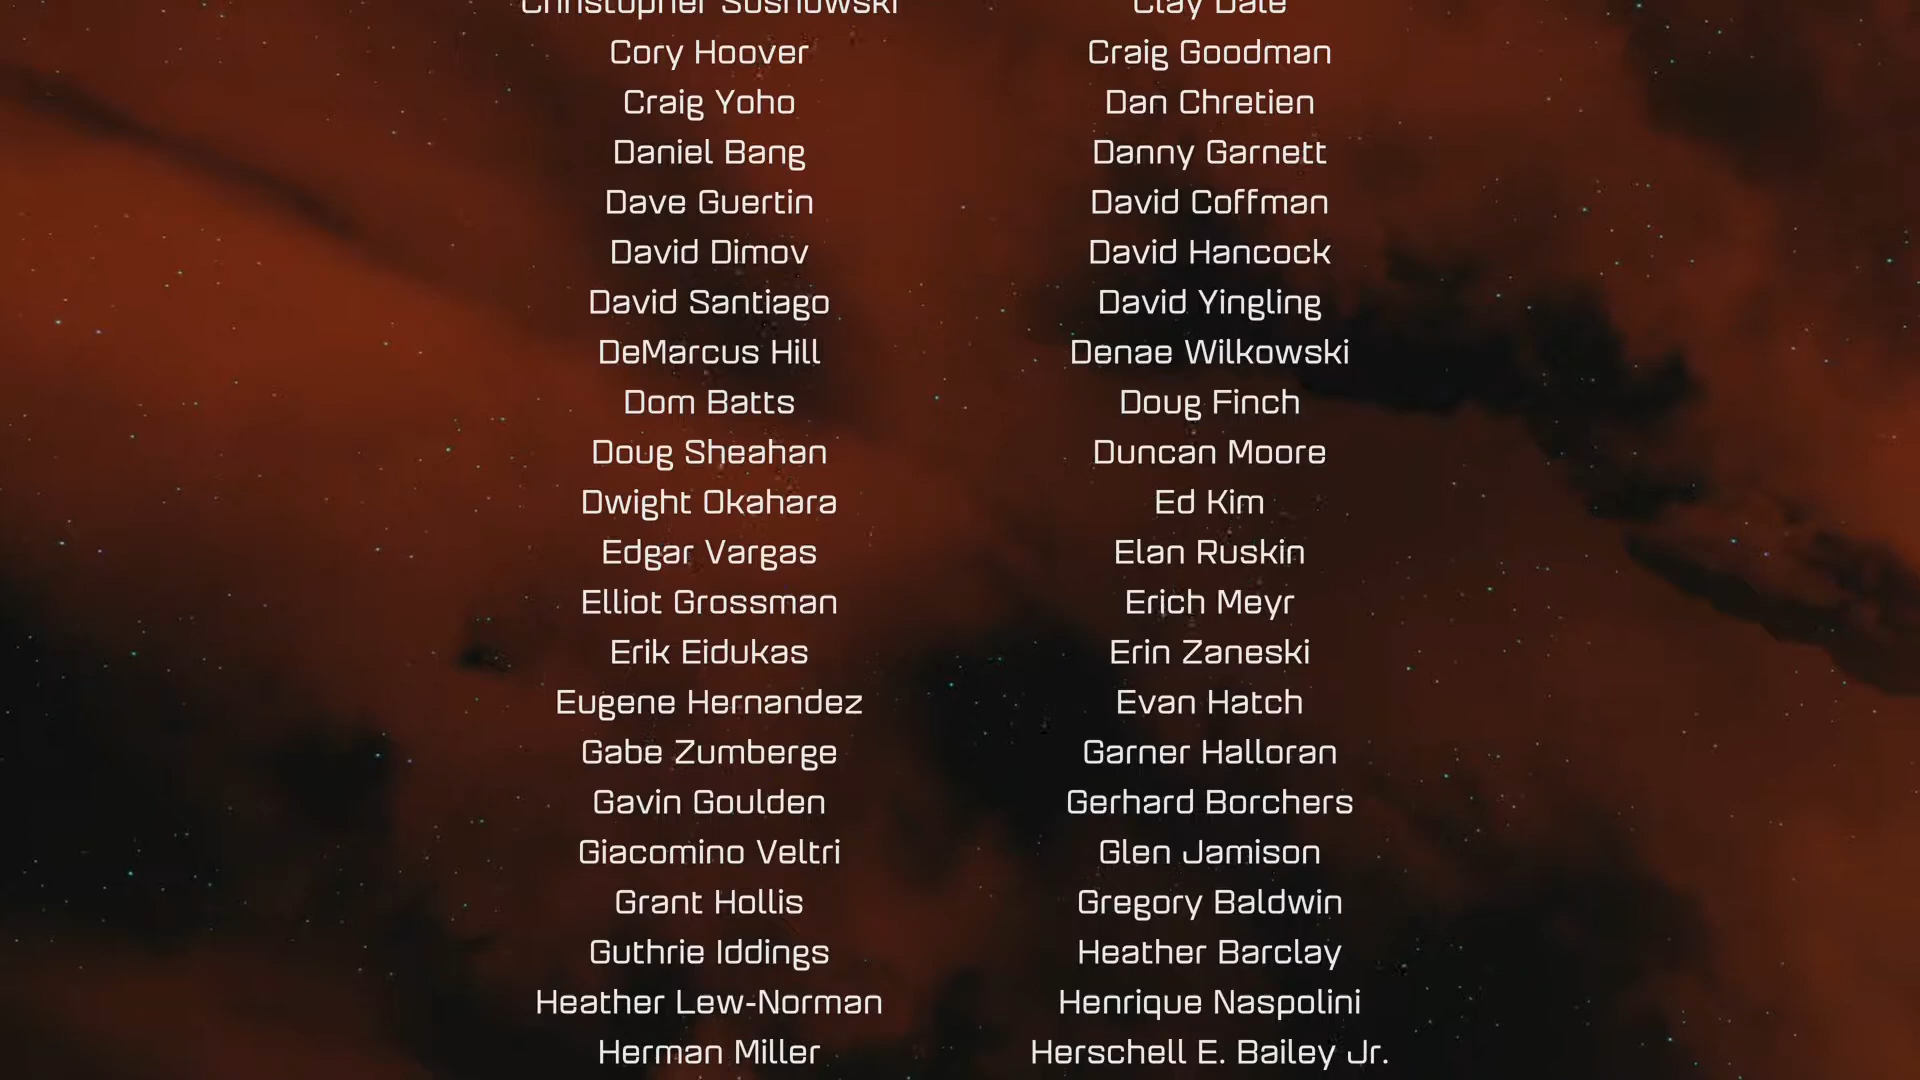 Christopher Sosnowski Clay Dale
Cory Hoover Craig Goodman
Craig Yoho Dan Chretien
Daniel Bang Danny Garnett
Dave Guertin David Coffman
David Dimov David Hancock
David Santiago David Yingling
DeMarcus Hill Denae Wilkowski
Dom Batts Doug Finch
Doug Sheahan Duncan Moore
Dwight Okahara Ed Kim
Edgar Vargas Elan Ruskin
Elliot Grossman Erich Meyr
Erik Eidukas Erin Zaneski
Eugene Hernandez Evan Hatch
Gabe Zumberge Garner Halloran
Gavin Goulden Gerhard Borchers
Giacomino Veltri Glen Jamison
Grant Hollis Gregory Baldwin
Guthrie Iddings Heather Barclay
Heather Lew-Norman Henrique Naspolini
Herman Miller Herschell E. Bailey Jr.